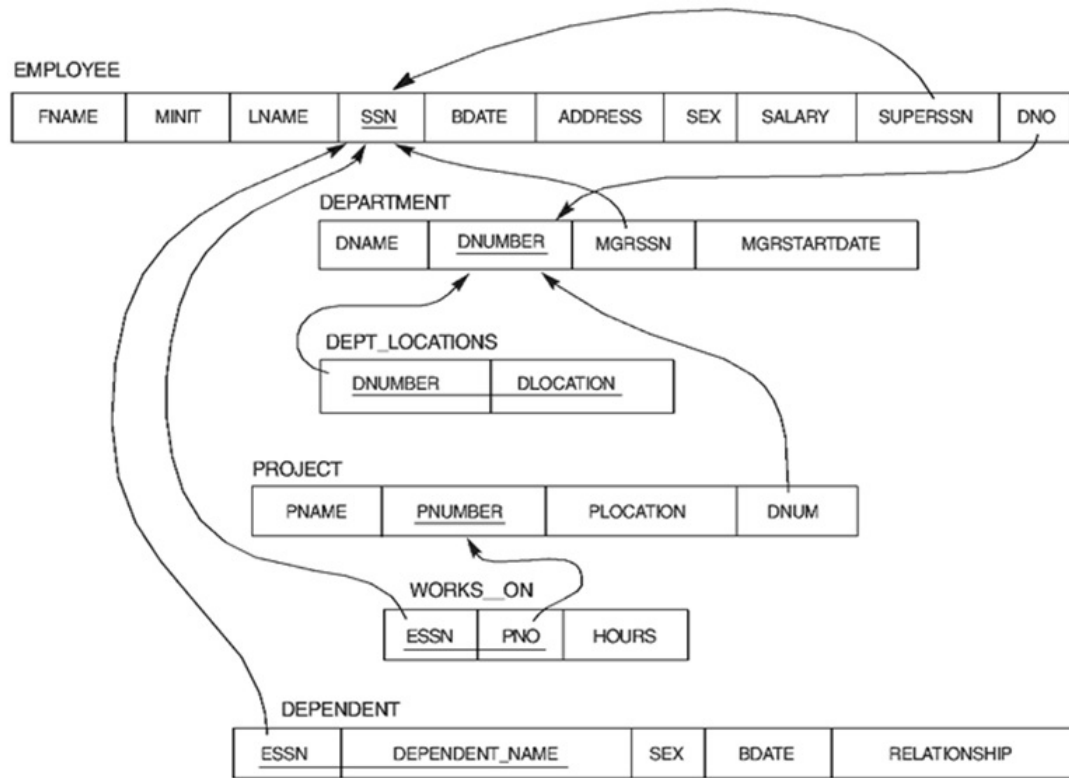 EMPLOYEE
FNAME MINIT LNAME SSN BDATE ADDRESS SEX SALARY SUPERSSN DNO
DEPARTMENT
DNAME DNUMBER MGRSSN MGRSTARTDATE
DEPT_LOCATIONS
DNUMBER DLOCATION
PROJECT
PNAME PNUMBER PLOCATION DNUM
WORKS_ON
ESSN PNO HOURS
DEPENDENT
ESSN DEPENDENT_NAME SEX BDATE RELATIONSHIP